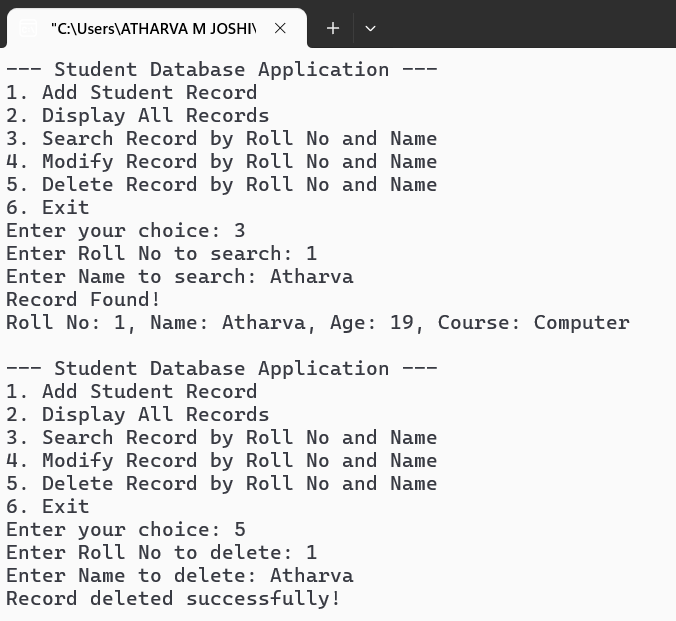 "C:\Users\ATHARVA M JOSHI\
--- Student Database Application ---
1. Add Student Record
2. Display All Records
3. Search Record by Roll No and Name
4. Modify Record by Roll No and Name
5. Delete Record by Roll No and Name
6. Exit
Enter your choice: 3
Enter Roll No to search: 1
Enter Name to search: Atharva
Record Found!
Roll No: 1, Name: Atharva, Age: 19, Course: Computer
--- Student Database Application ---
1. Add Student Record
2. Display All Records
3. Search Record by Roll No and Name
4. Modify Record by Roll No and Name
5. Delete Record by Roll No and Name
6. Exit
Enter your choice: 5
Enter Roll No to delete: 1
Enter Name to delete: Atharva
Record deleted successfully!